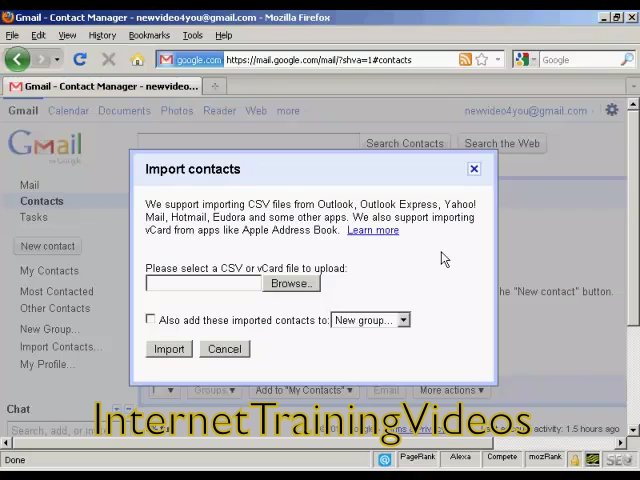 Gmail - Contact Manager - newvideo4you@gmail.com - Mozilla Firefox
File Edit View History Bookmarks Tools Help
google.com https://mail.google.com/mail/?shva=1#contacts
Google
Gmail - Contact Manager - newvideo...
Gmail Calendar Documents Photos Reader Web more newvideo4you@gmail.com
Gmail
by Google
Search Contacts Search the Web
Mail
Contacts
Tasks
New contact
My Contacts
Most Contacted
Other Contacts
New Group...
Import Contacts...
My Profile...
Import contacts
We support importing CSV files from Outlook, Outlook Express, Yahoo!
Mail, Hotmail, Eudora and some other apps. We also support importing
vCard from apps like Apple Address Book. Learn more
Please select a CSV or vCard file to upload:
Browse..
Also add these imported contacts to: New group...
Import Cancel
the "New contact" button.
Groups Add to "My Contacts" Email More actions
Chat
Search, add, or
activity: 1.5 hours
InternetTrainingVideos
Done
PageRank Alexa Compete mozRank SEO